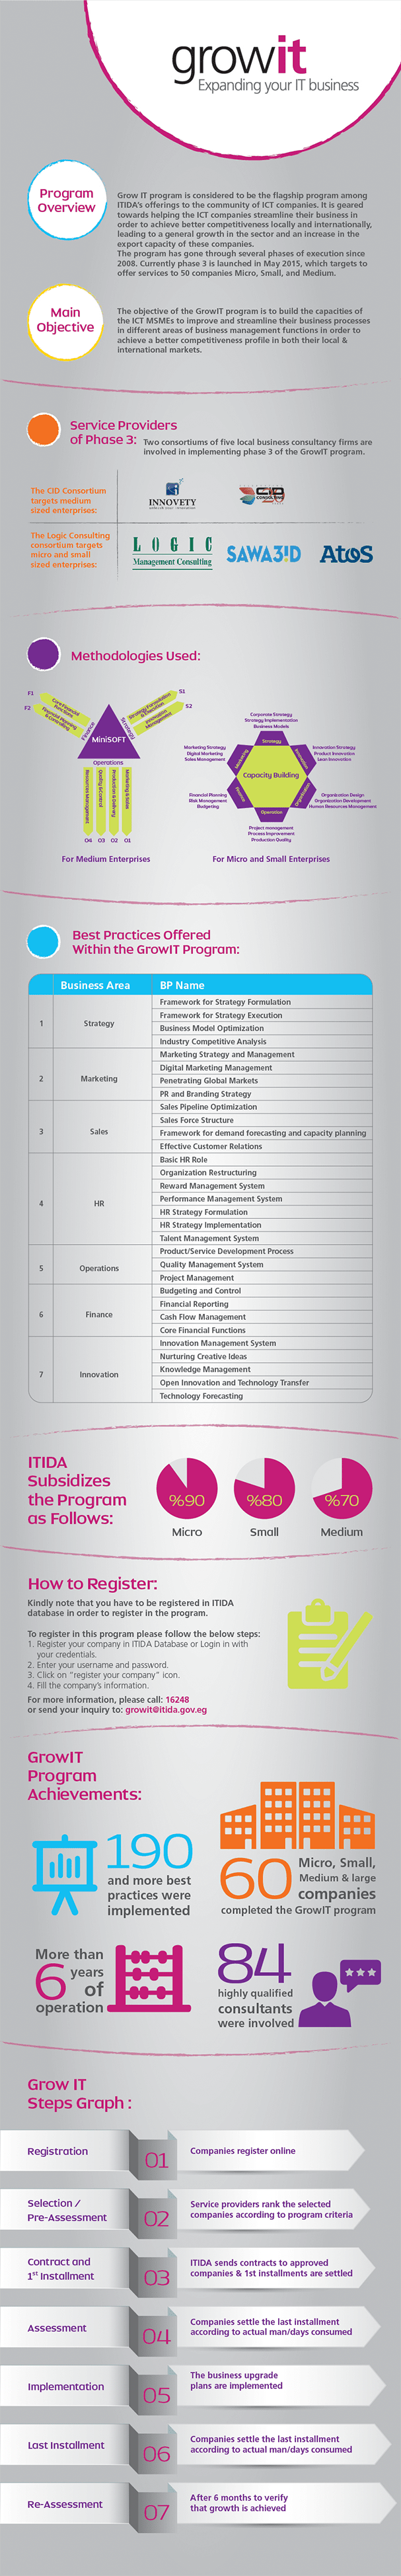 growit
Expanding your IT business
Program
Overview
Grow IT program is considered to be the flagship program among
ITIDA's offerings to the community of ICT companies. It is geared
towards helping the ICT companies streamline their business in
order to achieve better competitiveness locally and internationally,
leading to a general growth in the sector and an increase in the
export capacity of these companies.
The program has gone through several phases of execution since
2008. Currently phase 3 is launched in May 2015, which targets to
offer services to 50 companies Micro, Small, and Medium.
Main
Objective
The objective of the GrowIT program is to build the capacities of
the ICT MSMEs to improve and streamline their business processes
in different areas of business management functions in order to
achieve a better competitiveness profile in both their local &
international markets.
Service Providers
of Phase 3: Two consortiums of five local business consultancy firms are
involved in implementing phase 3 of the GrowIT program.
The CID Consortium
targets medium
sized enterprises:
INNOVETY
CID
CONSULTING
The Logic Consulting
consortium targets
micro and small
sized enterprises:
LOGIC
Management Consulting
SAWA3ID
Atos
Methodologies Used:
F1
Core Financial
Functions
F2
Financial Planning
& Controlling
Finance
S1
Strategy Formulation
& Execution
S2
Information
Management
Strategy
MiniSOFT
Operations
Resources Management
Quality Control
Production & Delivery
Marketing & Sales
O4 O3 O2 O1
For Medium Enterprises
Corporate Strategy
Strategy Implementation
Business Models
Strategy
Marketing Strategy
Digital Marketing
Sales Management
Marketing
Innovation Strategy
Product Innovation
Lean Innovation
Innovation
Capacity Building
Financial Planning
Risk Management
Budgeting
Finance
Organization Design
Organization Development
Human Resources Management
Organization
Operation
Project management
Process Improvement
Production Quality
For Micro and Small Enterprises
Best Practices Offered
Within the GrowIT Program:
Business Area BP Name
1 Strategy
Framework for Strategy Formulation
Framework for Strategy Execution
Business Model Optimization
Industry Competitive Analysis
2 Marketing
Marketing Strategy and Management
Digital Marketing Management
Penetrating Global Markets
PR and Branding Strategy
3 Sales
Sales Pipeline Optimization
Sales Force Structure
Framework for demand forecasting and capacity planning
Effective Customer Relations
4 HR
Basic HR Role
Organization Restructuring
Reward Management System
Performance Management System
HR Strategy Formulation
HR Strategy Implementation
Talent Management System
5 Operations
Product/Service Development Process
Quality Management System
Project Management
6 Finance
Budgeting and Control
Financial Reporting
Cash Flow Management
Core Financial Functions
7 Innovation
Innovation Management System
Nurturing Creative Ideas
Knowledge Management
Open Innovation and Technology Transfer
Technology Forecasting
ITIDA
Subsidizes
the Program
as Follows:
%90 %80 %70
Micro Small Medium
How to Register:
Kindly note that you have to be registered in ITIDA
database in order to register in the program.
To register in this program please follow the below steps:
1. Register your company in ITIDA Database or Login in with
your credentials.
2. Enter your username and password.
3. Click on "register your company" icon.
4. Fill the company's information.
For more information, please call: 16248
or send your inquiry to: growit@itida.gov.eg
GrowIT
Program
Achievements:
190
and more best
practices were
implemented
60 Micro, Small,
Medium & large
companies
completed the GrowIT program
More than
6 years
of
operation
84
highly qualified
consultants
were involved
Grow IT
Steps Graph :
Registration 01 Companies register online
Selection /
Pre-Assessment
02
Service providers rank the selected
companies according to program criteria
Contract and
1st Installment
03
ITIDA sends contracts to approved
companies & 1st installments are settled
Assessment
04
Companies settle the last installment
according to actual man/days consumed
Implementation
05
The business upgrade
plans are implemented
Last Installment
06
Companies settle the last installment
according to actual man/days consumed
Re-Assessment
07
After 6 months to verify
that growth is achieved